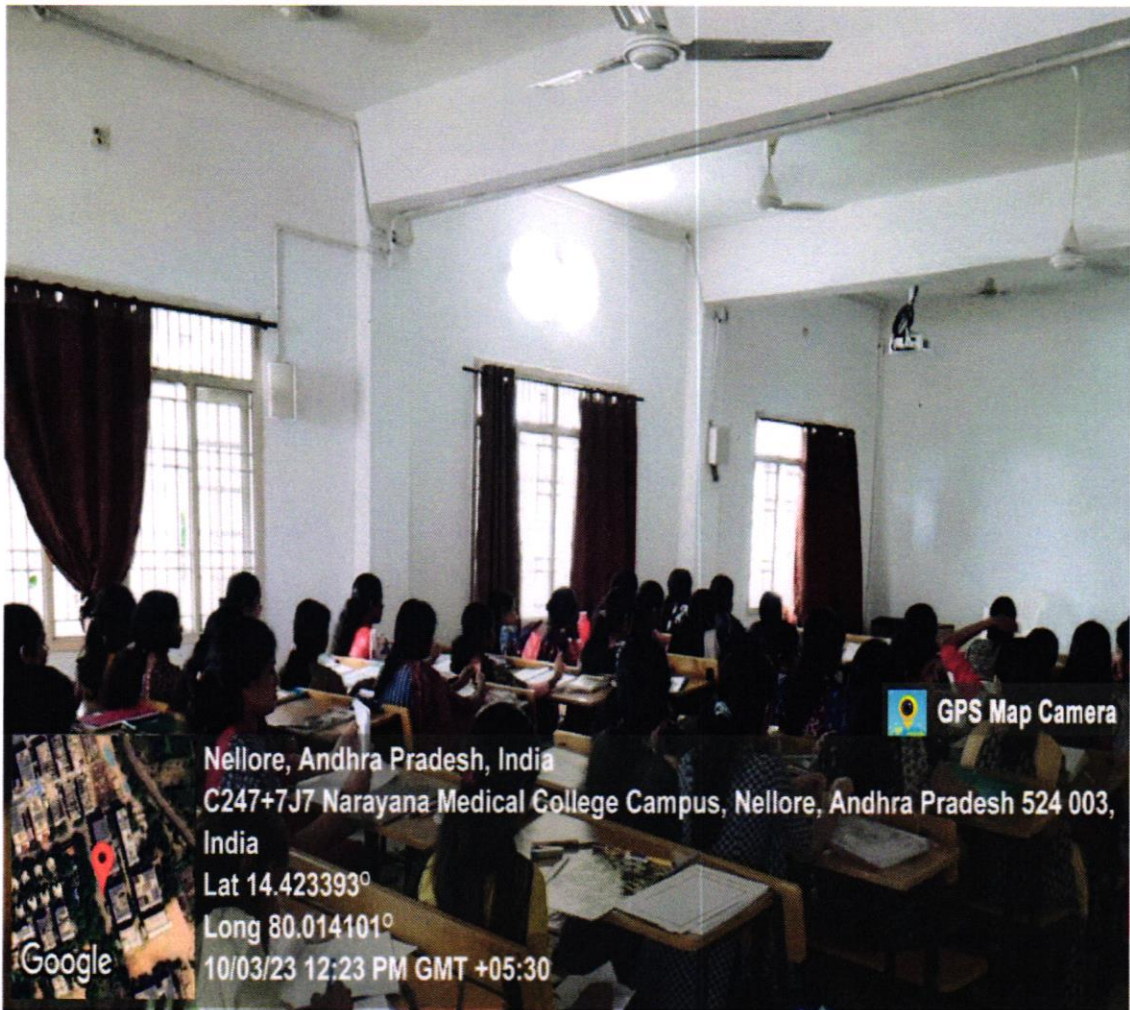 GPS Map Camera
Nellore, Andhra Pradesh, India
C247+7J7 Narayana Medical College Campus, Nellore, Andhra Pradesh 524 003,
India
Lat 14.423393°
Long 80.014101°
10/03/23 12:23 PM GMT +05:30
Google